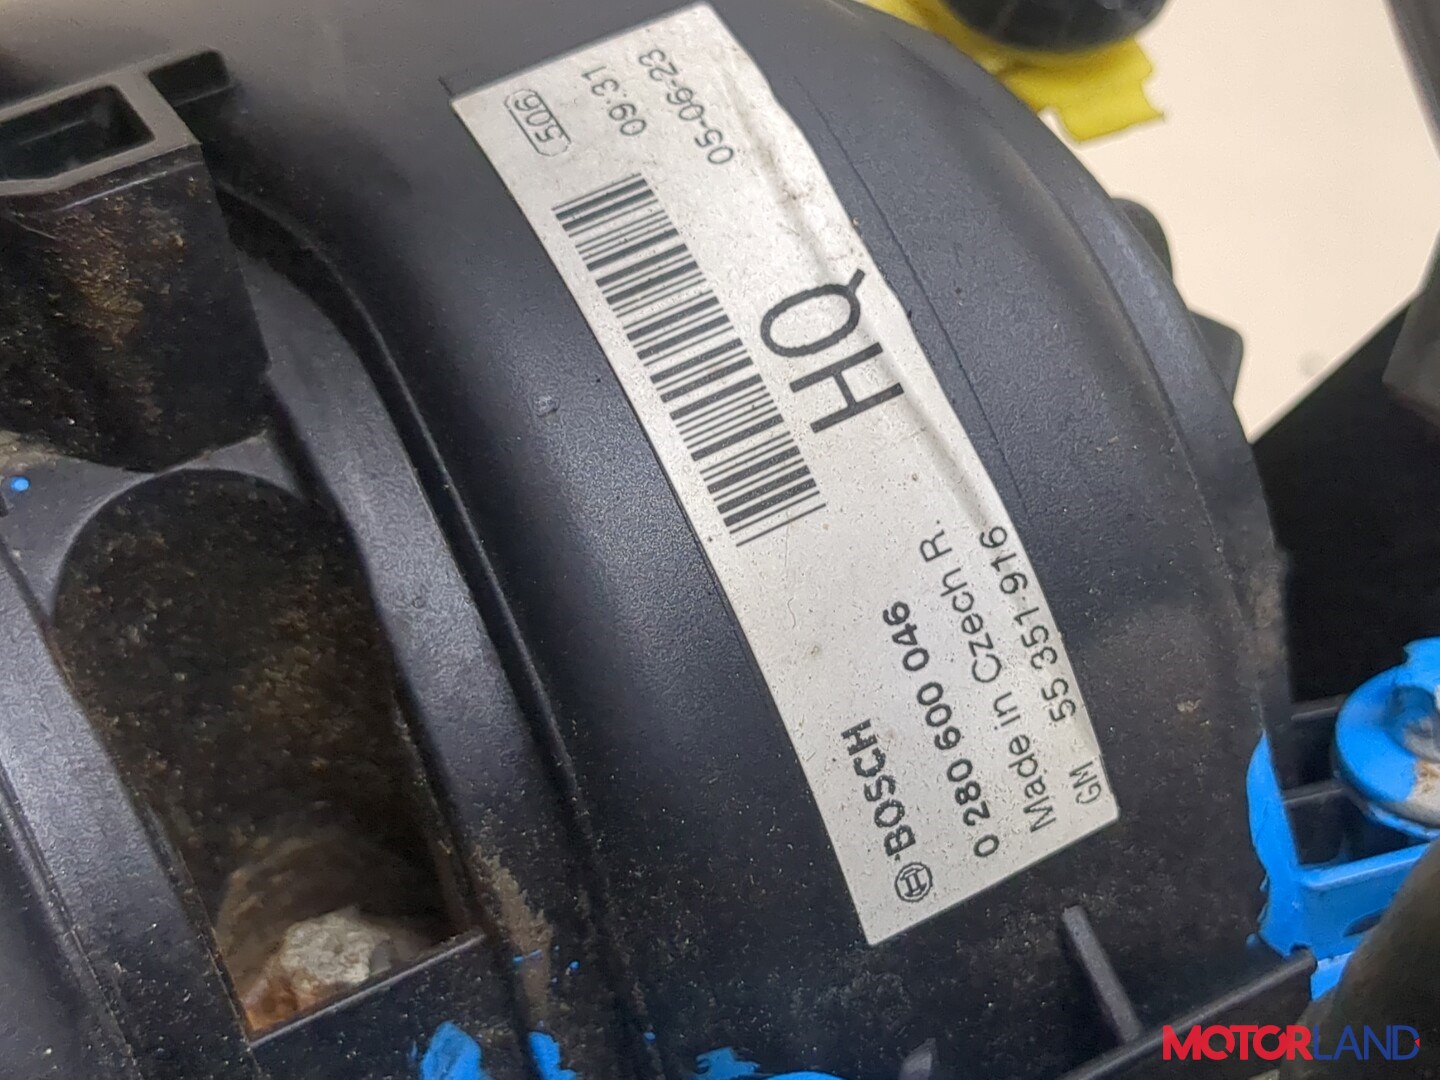 BOSCH
0 280 600 046
Made in Czech R.
GM 55 351 916
HQ
05-06-23
09:31
506
MOTORLAND